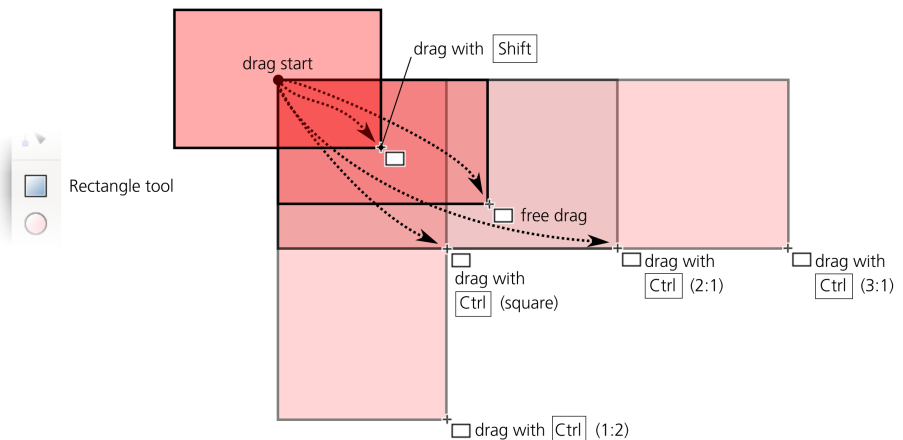 drag with Shift
drag start
Rectangle tool
free drag
drag with
Ctrl (square)
drag with
Ctrl (2:1)
drag with
Ctrl (3:1)
drag with Ctrl (1:2)